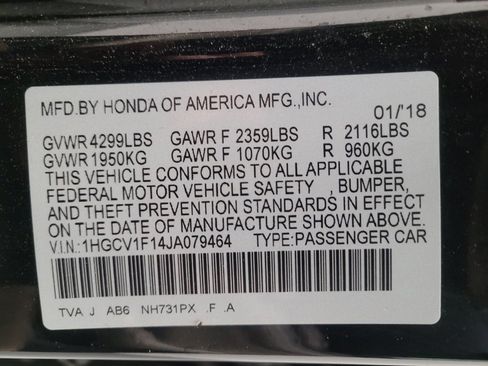 MFD.BY HONDA OF AMERICA MFG.,INC.
01/'18
GVWR 4299LBS GAWR F 2359LBS R 2116LBS
GVWR 1950KG GAWR F 1070KG R 960KG
THIS VEHICLE CONFORMS TO ALL APPLICABLE
FEDERAL MOTOR VEHICLE SAFETY , BUMPER,
AND THEFT PREVENTION STANDARDS IN EFFECT
ON THE DATE OF MANUFACTURE SHOWN ABOVE.
V.I.N.:1HGCV1F14JA079464 TYPE:PASSENGER CAR
TVA J AB6 NH731PX .F .A